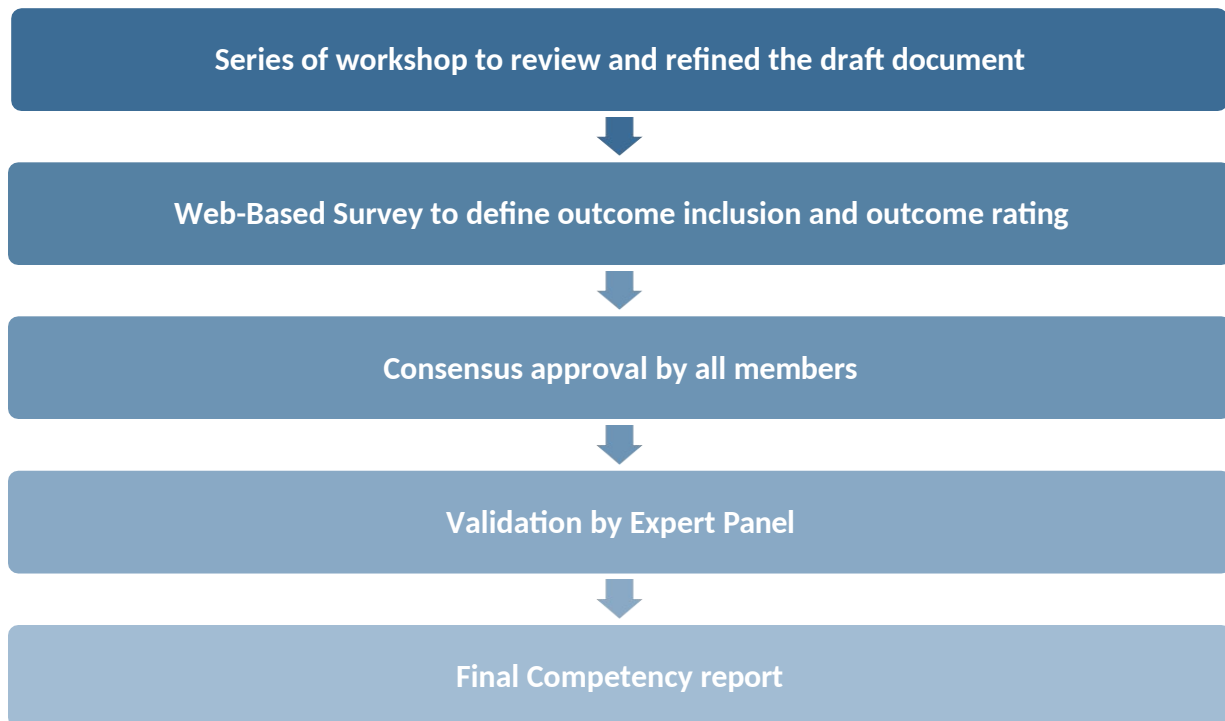 Series of workshop to review and refined the draft document
Web-Based Survey to define outcome inclusion and outcome rating
Consensus approval by all members
Validation by Expert Panel
Final Competency report